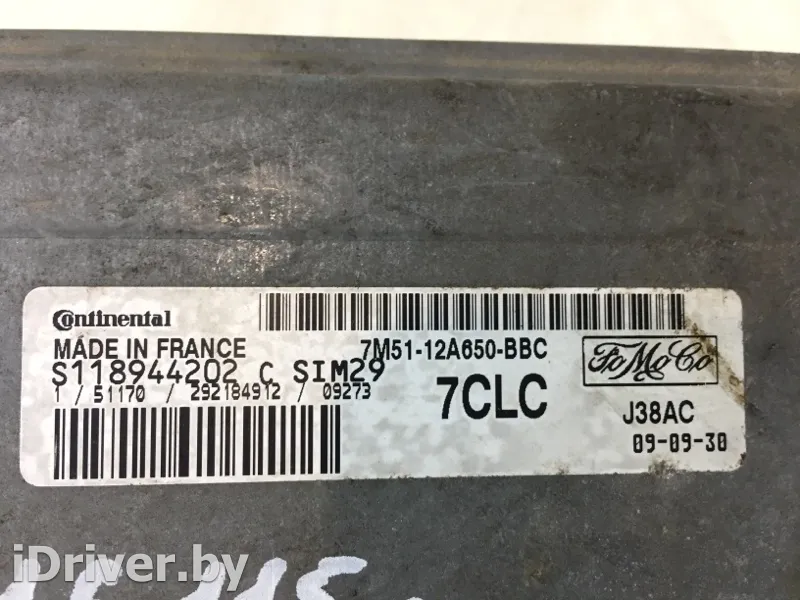 Continental
MADE IN FRANCE
7M51-12A650-BBC
FoMoCo
S118944202 C SIM29
1 / 51170 / 292184912 / 09273
7CLC
J38AC
09-09-30
iDriver.by